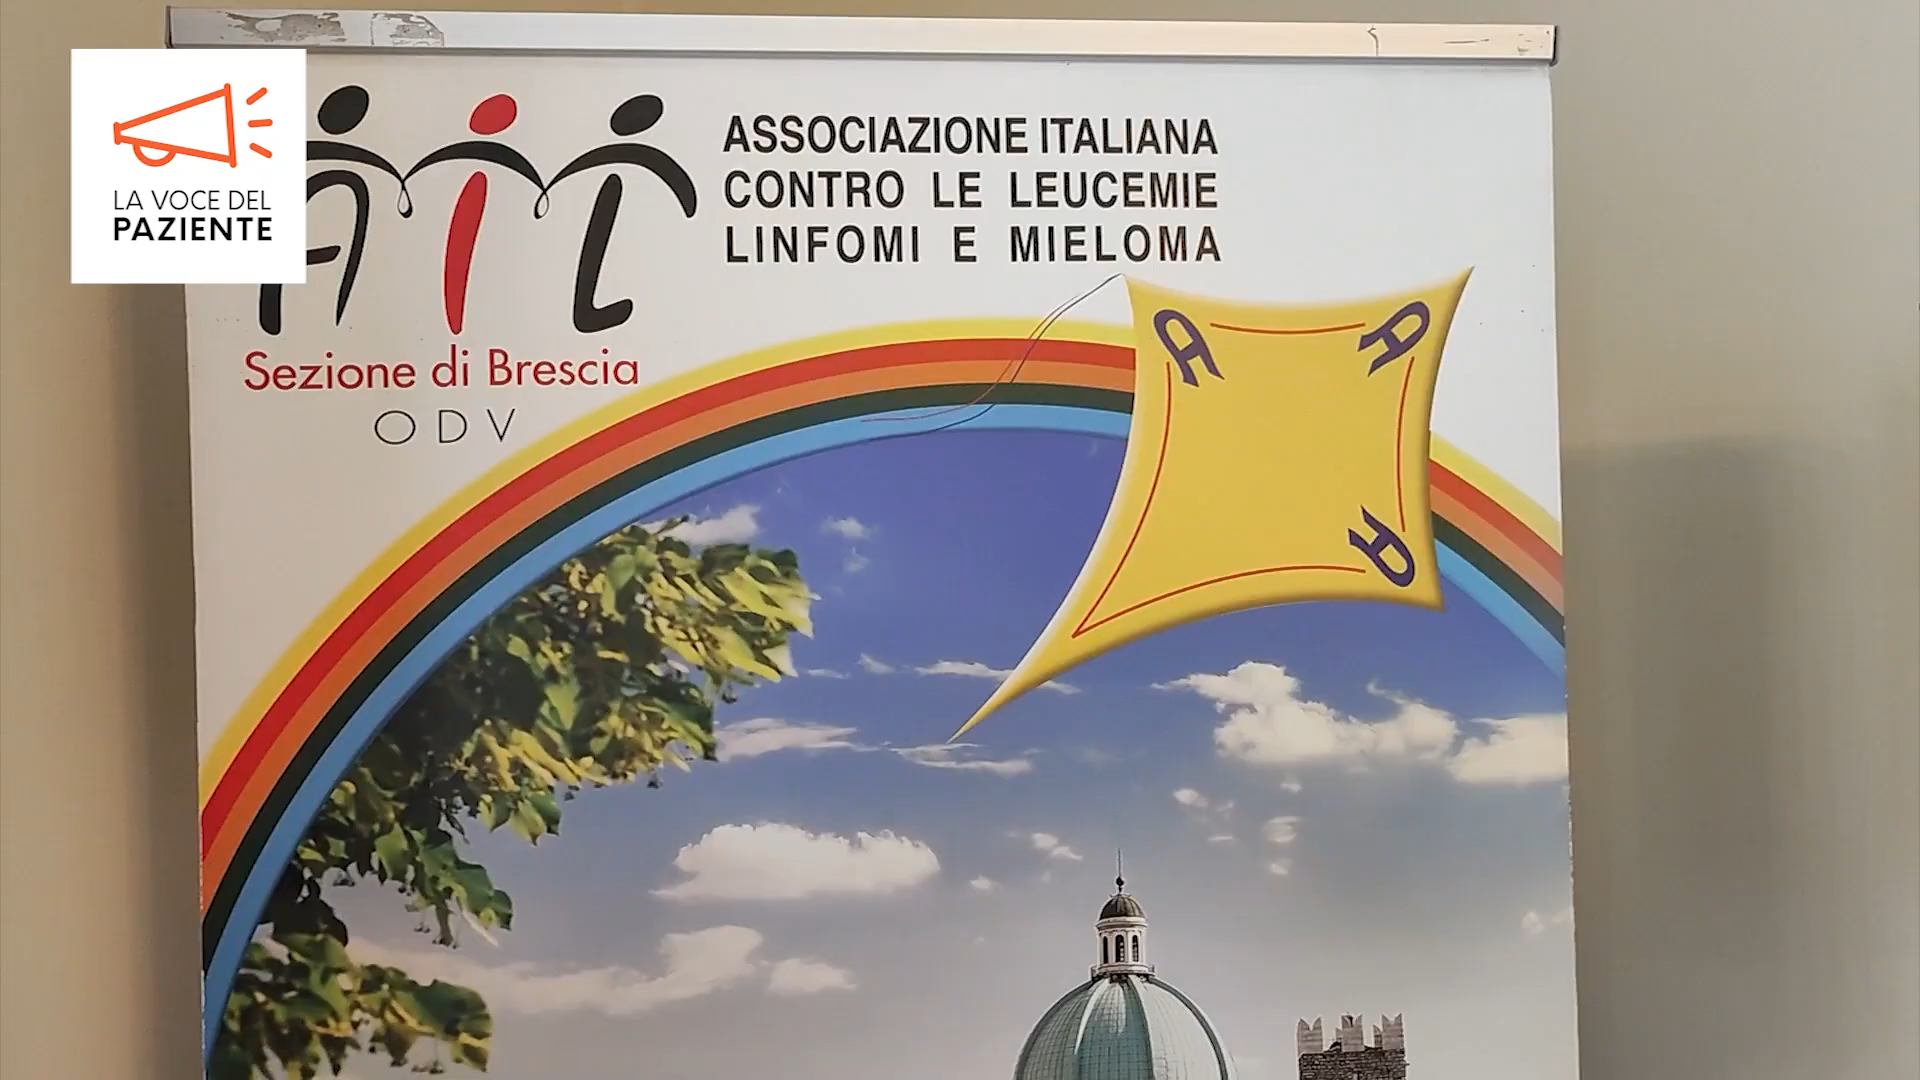 LA VOCE DEL
PAZIENTE
AIL
ASSOCIAZIONE ITALIANA
CONTRO LE LEUCEMIE
LINFOMI E MIELOMA
Sezione di Brescia
ODV
A
A
A